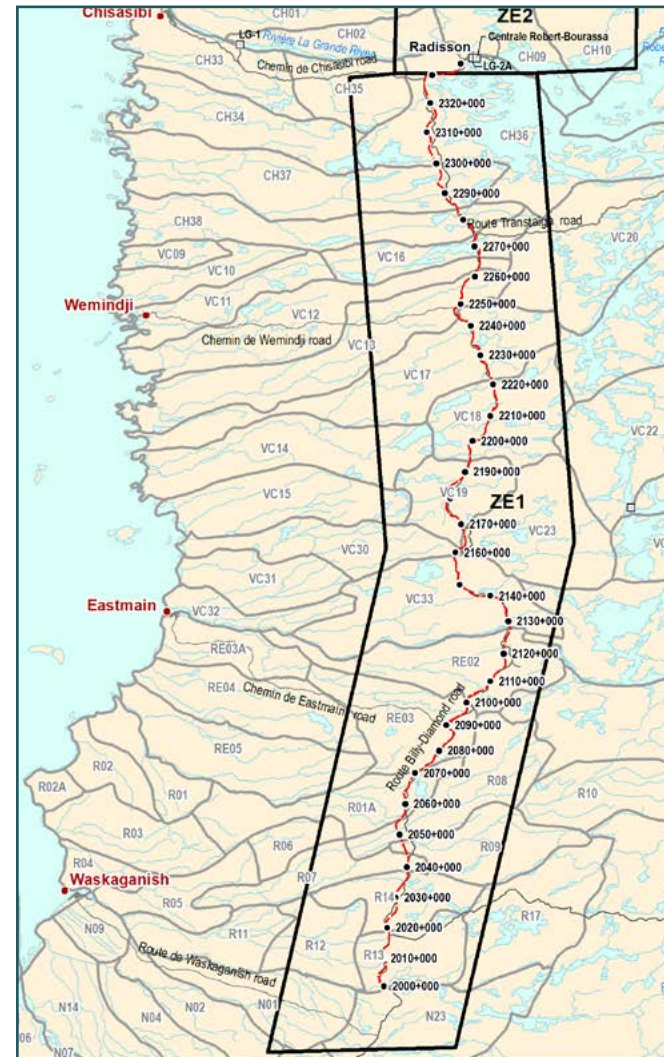 ZE2
Chisasibi
CH01
CH02
LG-1
Rivière La Grande River
Radisson
Centrale Robert-Bourassa
CH09
CH10
LG-2A
CH33
Chemin de Chisasibi road
CH35
2320+000
CH34
2310+000
CH36
2300+000
CH37
2290+000
CH38
Route Transtaiga road
VC20
VC09
VC16
2270+000
VC10
2260+000
VC11
2250+000
Wemindji
VC12
2240+000
Chemin de Wemindji road
VC13
2230+000
VC17
2220+000
VC18
2210+000
VC22
2200+000
VC14
2190+000
VC15
VC19
ZE1
2170+000
VC23
VC30
2160+000
VC31
VC33
2140+000
Eastmain
VC32
2130+000
RE03A
2120+000
RE02
RE04
2110+000
Chemin de Eastmain road
2100+000
RE03
2090+000
RE05
Route Billy-Diamond road
2080+000
R02
2070+000
R08
R02A
R01
R01A
2060+000
R10
R03
2050+000
R06
R09
R04
2040+000
Waskaganish
R07
R05
R14
2030+000
R17
N09
R11
R12
2020+000
Route de Waskaganish road
R13
2010+000
2000+000
N14
N02
N01
N04
N23
06
N07